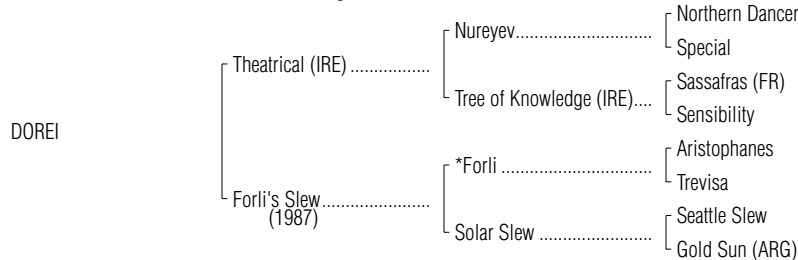 Northern Dancer
Nureyev..............................
Special
Theatrical (IRE) .................
Sassafras (FR)
Tree of Knowledge (IRE)....
Sensibility
DOREI
Aristophanes
*Forli .................................
Trevisa
Forli's Slew.......................
(1987)
Seattle Slew
Solar Slew ........................
Gold Sun (ARG)